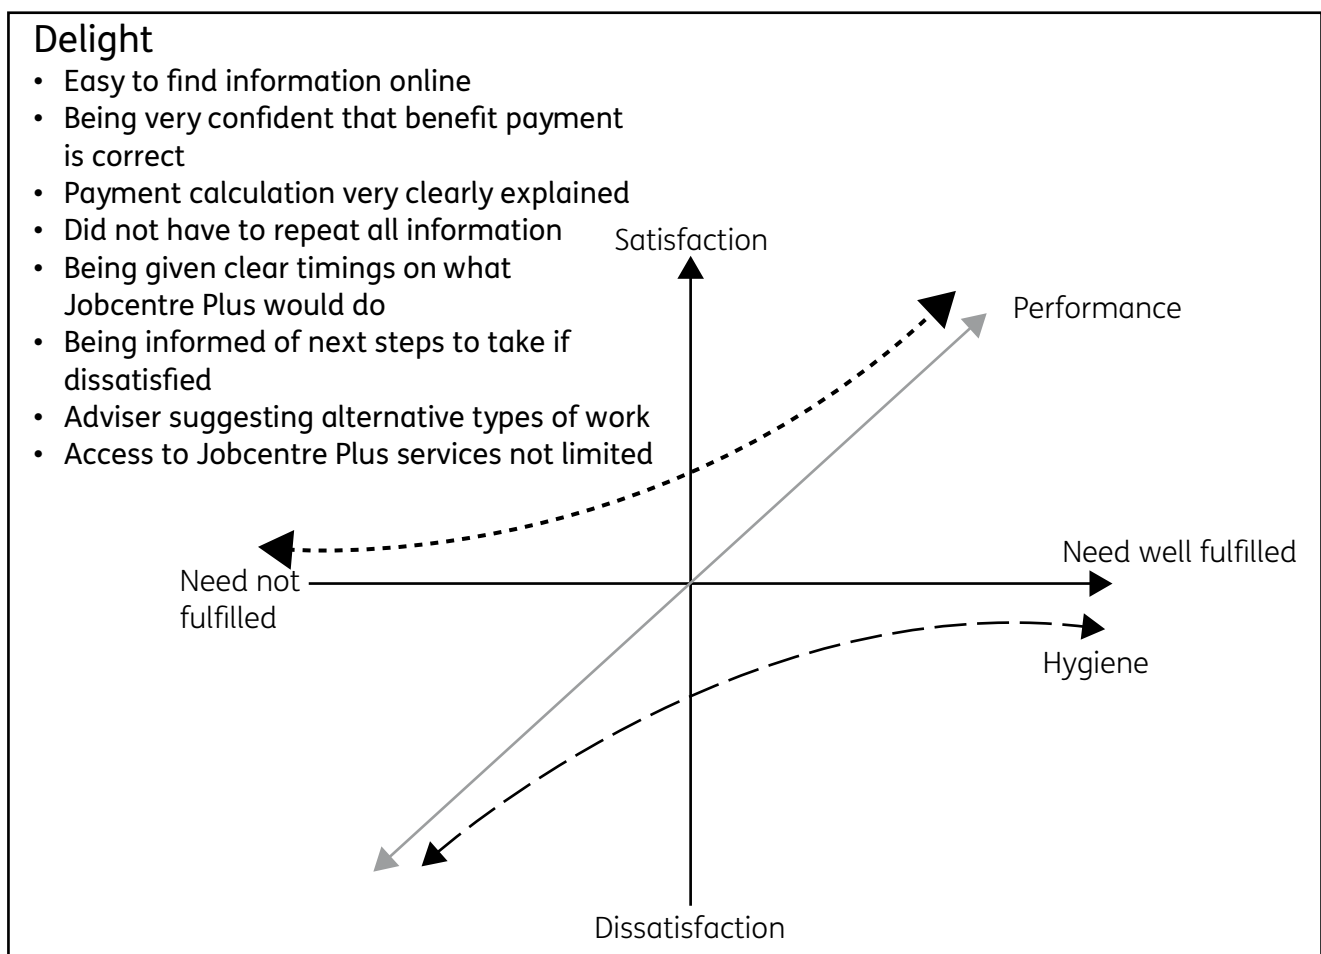 Delight
• Easy to find information online
• Being very confident that benefit payment
is correct
• Payment calculation very clearly explained
• Did not have to repeat all information
• Being given clear timings on what
Jobcentre Plus would do
• Being informed of next steps to take if
dissatisfied
• Adviser suggesting alternative types of work
• Access to Jobcentre Plus services not limited
Satisfaction
Performance
Need well fulfilled
Need not
fulfilled
Hygiene
Dissatisfaction